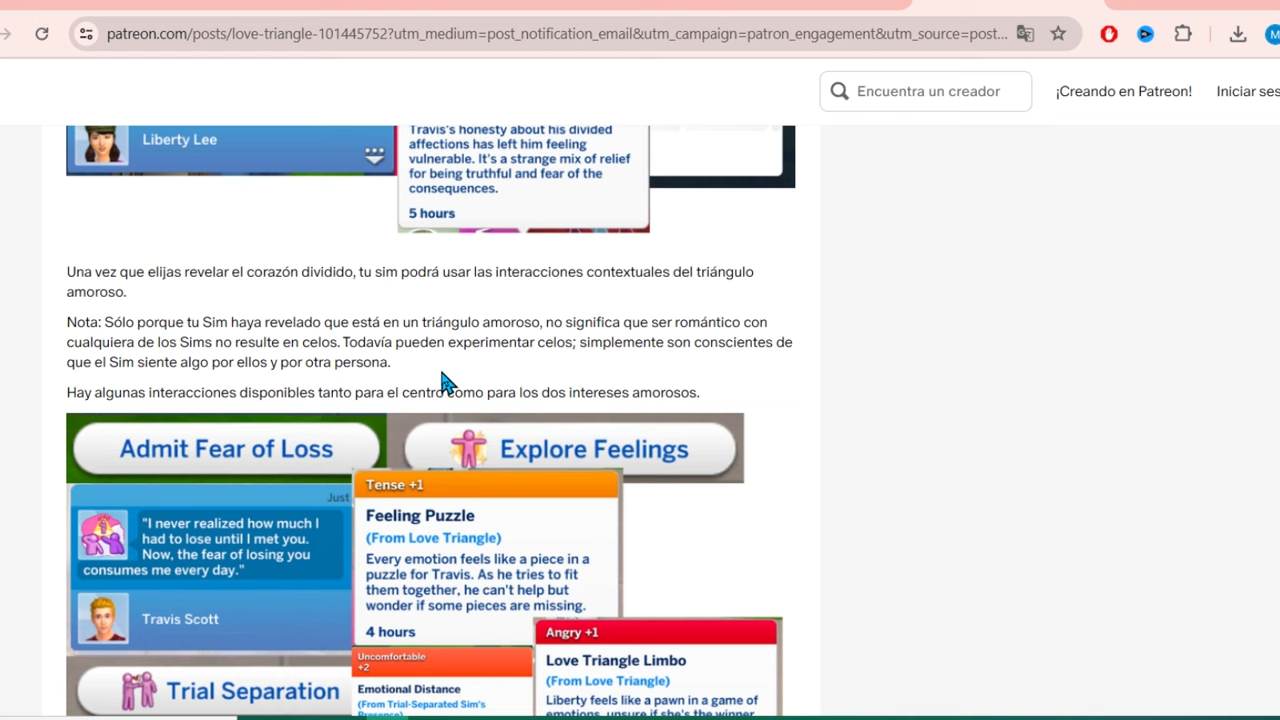 patreon.com/posts/love-triangle-101445752?utm_medium=post_notification_email&utm_campaign=patron_engagement&utm_source=post...
Encuentra un creador
¡Creando en Patreon!
Iniciar ses
Liberty Lee
Travis's honesty about his divided
affections has left him feeling
vulnerable. It's a strange mix of relief
for being truthful and fear of the
consequences.
5 hours
Una vez que elijas revelar el corazón dividido, tu sim podrá usar las interacciones contextuales del triángulo
amoroso.
Nota: Sólo porque tu Sim haya revelado que está en un triángulo amoroso, no significa que ser romántico con
cualquiera de los Sims no resulte en celos. Todavía pueden experimentar celos; simplemente son conscientes de
que el Sim siente algo por ellos y por otra persona.
Hay algunas interacciones disponibles tanto para el centro como para los dos intereses amorosos.
Admit Fear of Loss
Explore Feelings
Just
"I never realized how much I
had to lose until I met you.
Now, the fear of losing you
consumes me every day."
Travis Scott
Tense +1
Feeling Puzzle
(From Love Triangle)
Every emotion feels like a piece in a
puzzle for Travis. As he tries to fit
them together, he can't help but
wonder if some pieces are missing.
4 hours
Trial Separation
Uncomfortable
+2
Emotional Distance
(From Trial-Separated Sim's
Presence)
Angry +1
Love Triangle Limbo
(From Love Triangle)
Liberty feels like a pawn in a game of
emotions, unsure if she's the winner